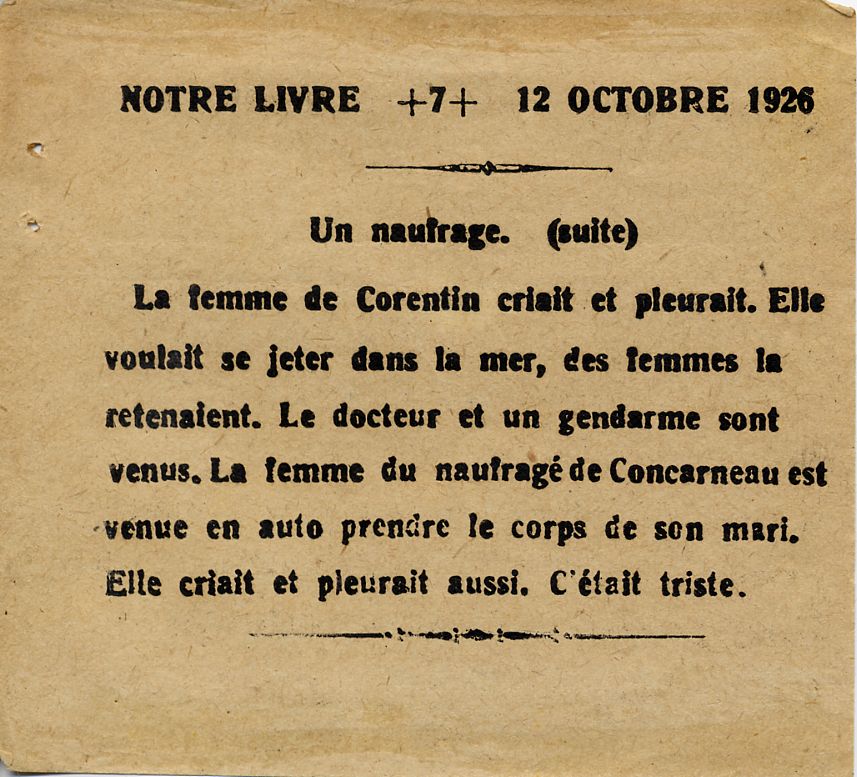 NOTRE LIVRE +7+ 12 OCTOBRE 1926
Un naufrage. (suite)
La femme de Corentin criait et pleurait. Elle
voulait se jeter dans la mer, des femmes la
retenaient. Le docteur et un gendarme sont
venus. La femme du naufragé de Concarneau est
venue en auto prendre le corps de son mari.
Elle criait et pleurait aussi. C'était triste.